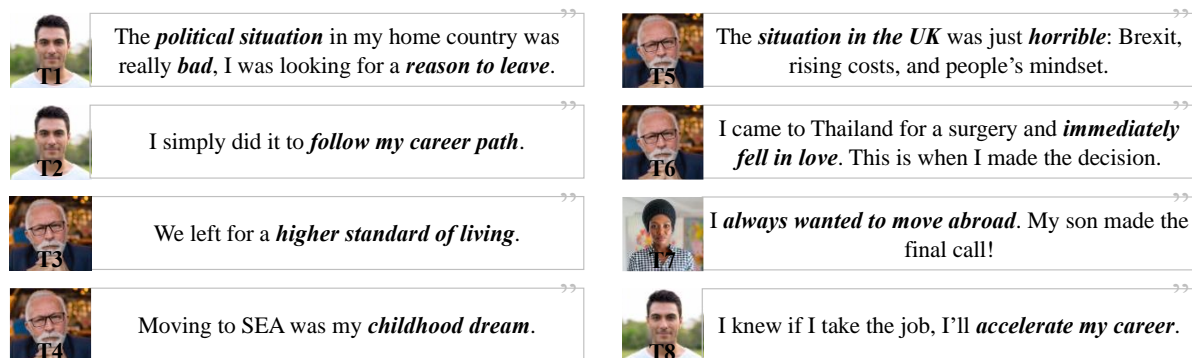 The political situation in my home country was
really bad, I was looking for a reason to leave.
T1
I simply did it to follow my career path.
T2
We left for a higher standard of living.
T3
Moving to SEA was my childhood dream.
T4
The situation in the UK was just horrible: Brexit,
rising costs, and people’s mindset.
T5
I came to Thailand for a surgery and immediately
fell in love. This is when I made the decision.
T6
I always wanted to move abroad. My son made the
final call!
T7
I knew if I take the job, I’ll accelerate my career.
T8